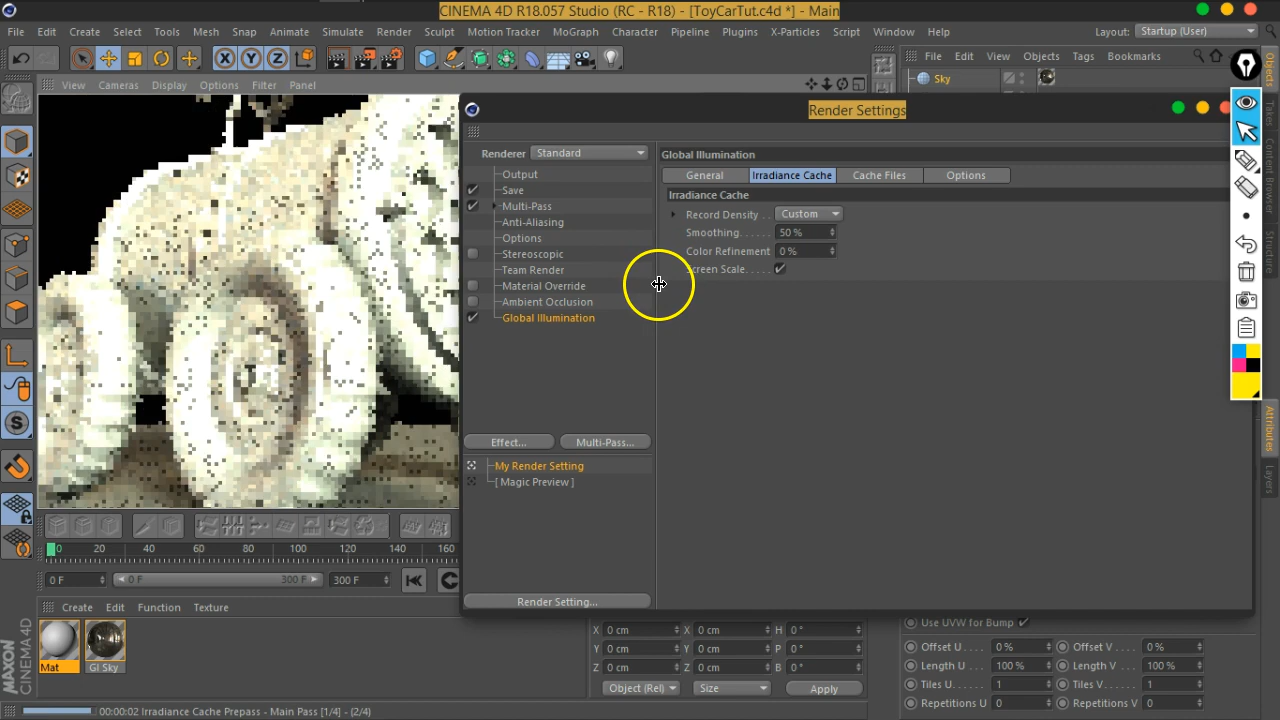 CINEMA 4D R18.057 Studio (RC - R18) - [ToyCarTut.c4d *] - Main
File Edit Create Select Tools Mesh Snap Animate Simulate Render Sculpt Motion Tracker MoGraph Character Pipeline Plugins X-Particles Script Window Help Layout: Startup (User)
X Y Z
File Edit View Objects Tags Bookmarks
View Cameras Display Options Filter Panel
Sky
Render Settings
Renderer Standard
Output
Save
Multi-Pass
Anti-Aliasing
Options
Stereoscopic
Team Render
Material Override
Ambient Occlusion
Global Illumination
Effect... Multi-Pass...
My Render Setting
[ Magic Preview ]
Render Setting...
Global Illumination
General Irradiance Cache Cache Files Options
Irradiance Cache
Record Density . . Custom
Smoothing. . . . . . 50 %
Color Refinement 0 %
Screen Scale. . . . .
Objects
Takes
Content Browser
Structure
Attributes
Layers
S
0 20 40 60 80 100 120 140 160
0 F 0 F 300 F 300 F
Create Edit Function Texture
Mat GI Sky
X 0 cm X 0 cm H 0 °
Y 0 cm Y 0 cm P 0 °
Z 0 cm Z 0 cm B 0 °
Object (Rel) Size Apply
Use UVW for Bump
Offset U . . . . 0 % Offset V . . . . 0 %
Length U . . . 100 % Length V . . . 100 %
Tiles U. . . . . . 1 Tiles V. . . . . . 1
Repetitions U 0 Repetitions V 0
MAXON
CINEMA 4D
00:00:02 Irradiance Cache Prepass - Main Pass [1/4] - (2/4)